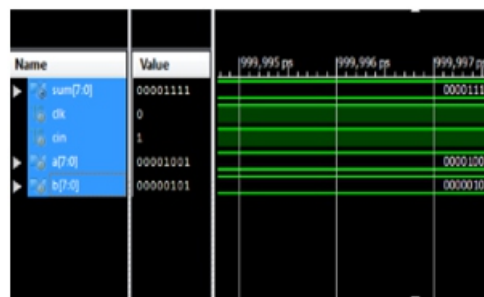 Name Value 999,995 ps 999,996 ps 999,997 ps
sum[7:0] 00001111 0000111
clk 0
cin 1
a[7:0] 00001001 0000100
b[7:0] 00000101 0000010